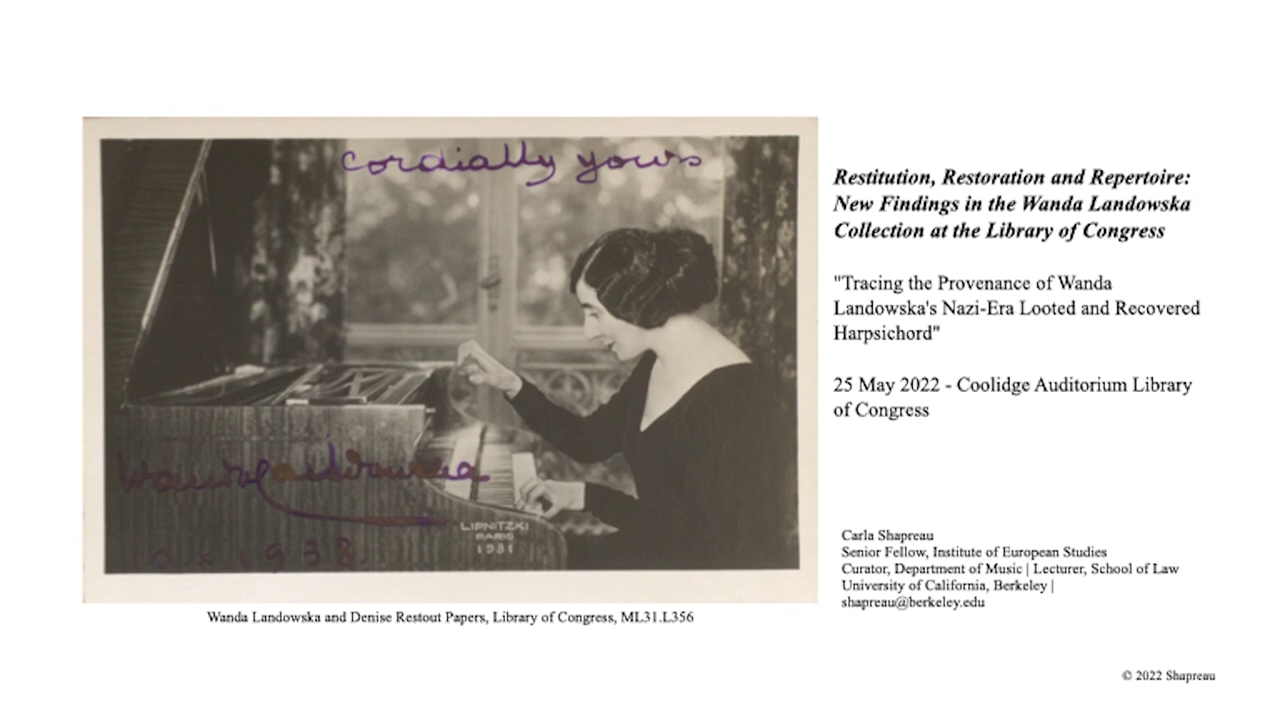 cordially yours
Wanda Landowska
1938
LIPNITZKI
PARIS
1931
Wanda Landowska and Denise Restout Papers, Library of Congress, ML31.L356
Restitution, Restoration and Repertoire:
New Findings in the Wanda Landowska
Collection at the Library of Congress
"Tracing the Provenance of Wanda
Landowska's Nazi-Era Looted and Recovered
Harpsichord"
25 May 2022 - Coolidge Auditorium Library
of Congress
Carla Shapreau
Senior Fellow, Institute of European Studies
Curator, Department of Music | Lecturer, School of Law
University of California, Berkeley |
shapreau@berkeley.edu
© 2022 Shapreau